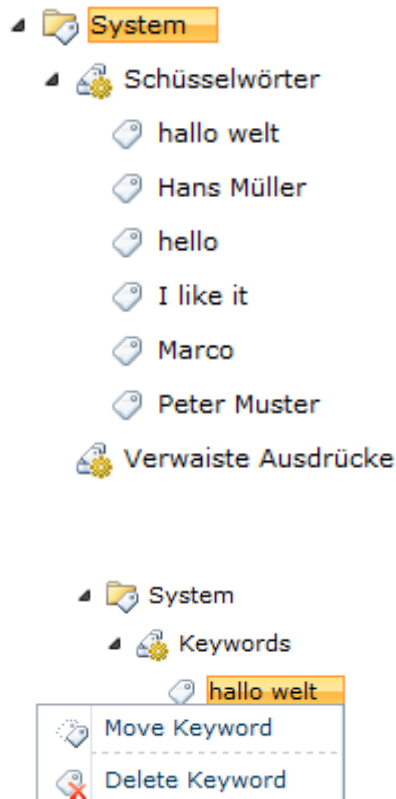 System
Schüsselwörter
hallo welt
Hans Müller
hello
I like it
Marco
Peter Muster
Verwaiste Ausdrücke
System
Keywords
hallo welt
Move Keyword
Delete Keyword